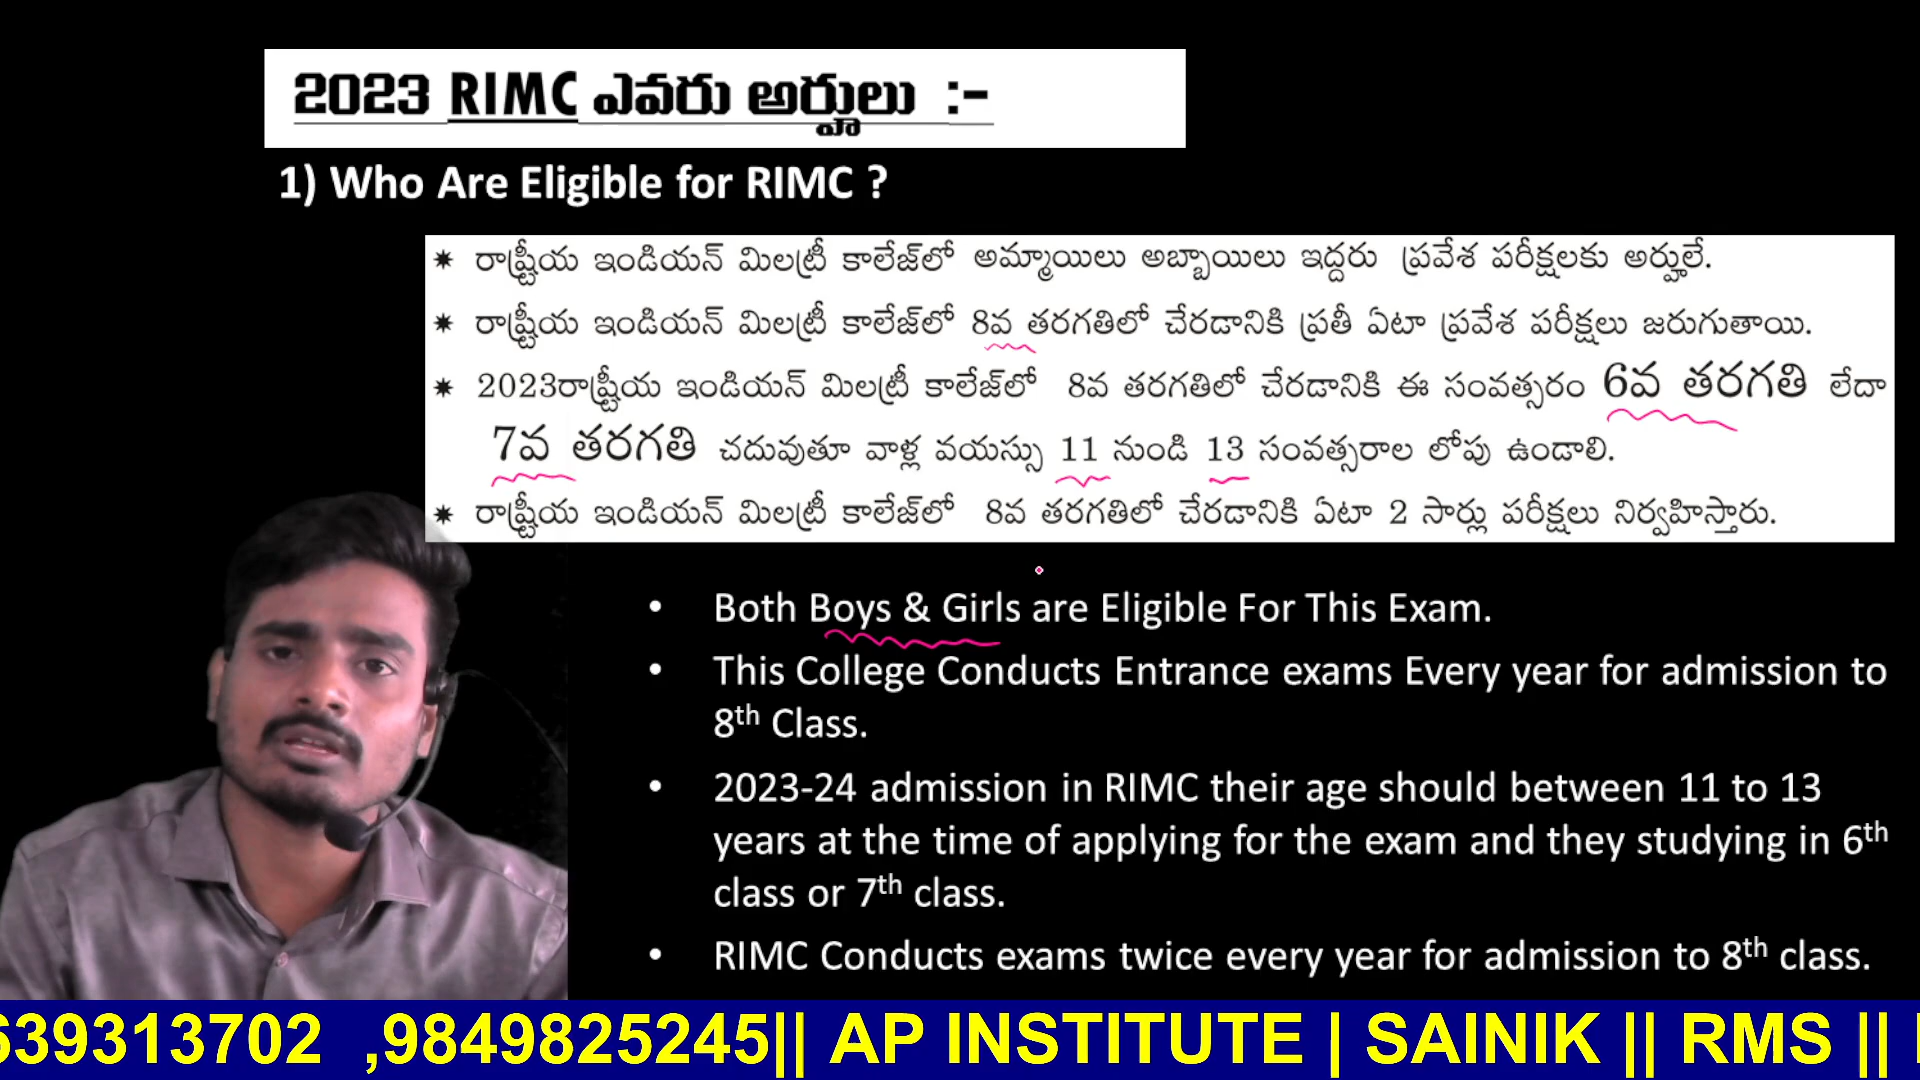 2023 RIMC ఎవరు అర్హులు :-
1) Who Are Eligible for RIMC ?
* రాష్ట్రీయ ఇండియన్ మిలట్రీ కాలేజ్‌లో అమ్మాయిలు అబ్బాయిలు ఇద్దరు ప్రవేశ పరీక్షలకు అర్హులే.
* రాష్ట్రీయ ఇండియన్ మిలట్రీ కాలేజ్‌లో 8వ తరగతిలో చేరడానికి ప్రతీ ఏటా ప్రవేశ పరీక్షలు జరుగుతాయి.
* 2023రాష్ట్రీయ ఇండియన్ మిలట్రీ కాలేజ్‌లో 8వ తరగతిలో చేరడానికి ఈ సంవత్సరం 6వ తరగతి లేదా
7వ తరగతి చదువుతూ వాళ్ల వయస్సు 11 నుండి 13 సంవత్సరాల లోపు ఉండాలి.
* రాష్ట్రీయ ఇండియన్ మిలట్రీ కాలేజ్‌లో 8వ తరగతిలో చేరడానికి ఏటా 2 సార్లు పరీక్షలు నిర్వహిస్తారు.
• Both Boys & Girls are Eligible For This Exam.
• This College Conducts Entrance exams Every year for admission to
8th Class.
• 2023-24 admission in RIMC their age should between 11 to 13
years at the time of applying for the exam and they studying in 6th
class or 7th class.
• RIMC Conducts exams twice every year for admission to 8th class.
639313702 ,9849825245|| AP INSTITUTE | SAINIK || RMS ||